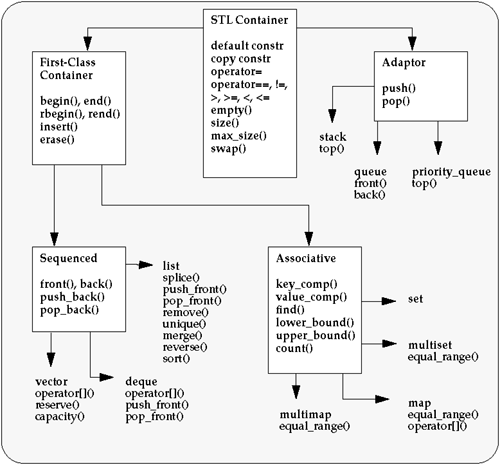 STL Container
default constr
copy constr
operator=
operator==, !=,
>, >=, <, <=
empty()
size()
max_size()
swap()
First-Class
Container
begin(), end()
rbegin(), rend()
insert()
erase()
Adaptor
push()
pop()
stack
top()
queue
front()
back()
priority_queue
top()
Sequenced
front(), back()
push_back()
pop_back()
list
splice()
push_front()
pop_front()
remove()
unique()
merge()
reverse()
sort()
vector
operator[]()
reserve()
capacity()
deque
operator[]()
push_front()
pop_front()
Associative
key_comp()
value_comp()
find()
lower_bound()
upper_bound()
count()
set
multiset
equal_range()
multimap
equal_range()
map
equal_range()
operator[]()